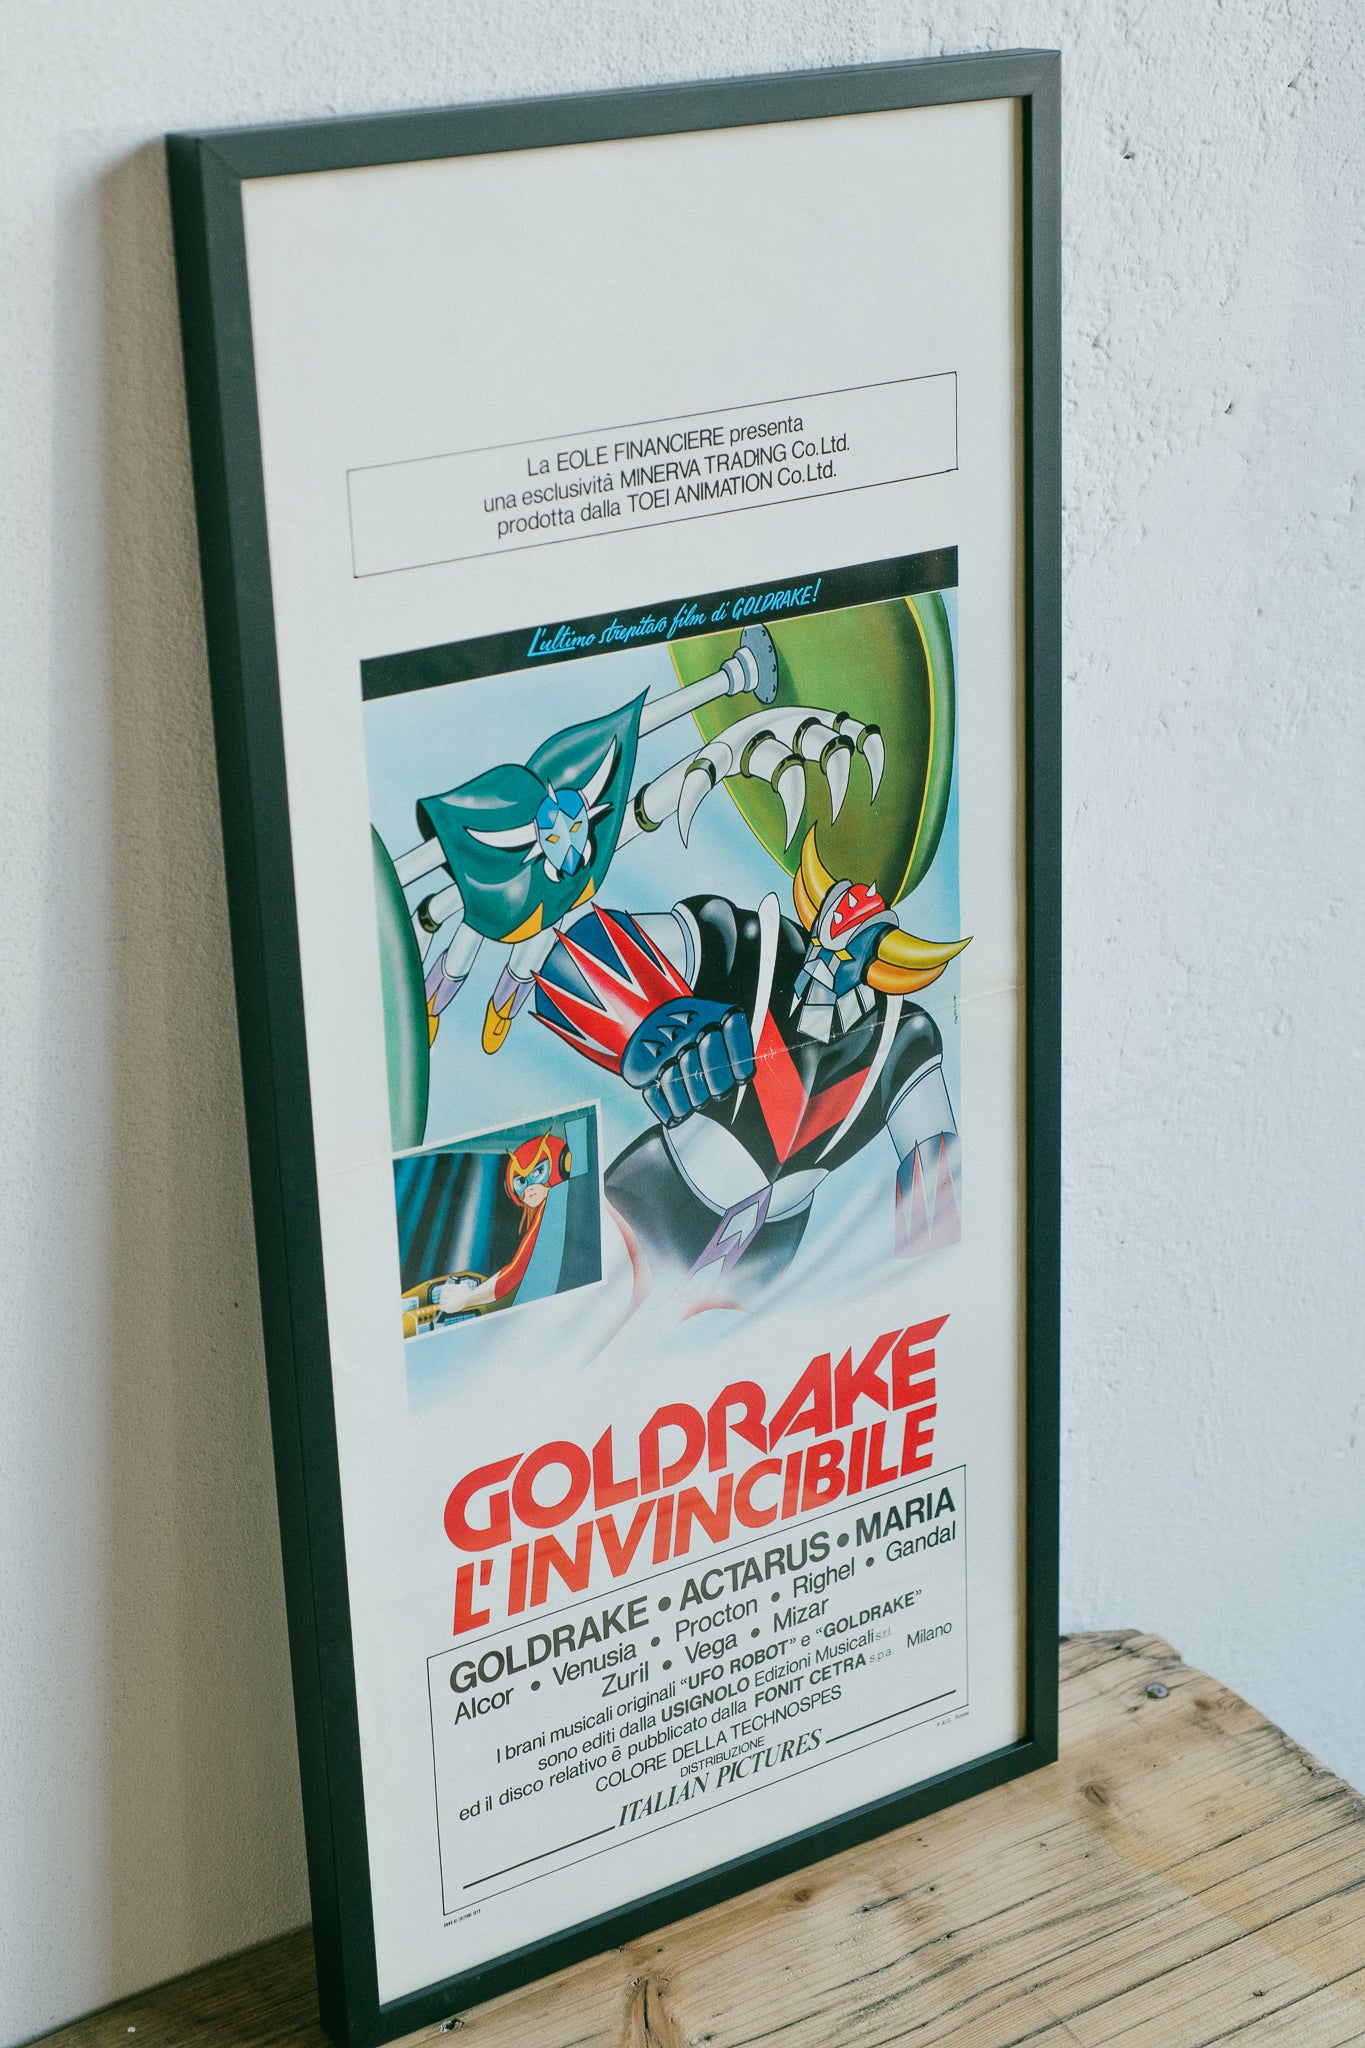 La EOLE FINANCIERE presenta
una esclusività MINERVA TRADING Co.Ltd.
prodotta dalla TOEI ANIMATION Co.Ltd.
L'ultimo strepitoso film di GOLDRAKE!
GOLDRAKE
L'INVINCIBILE
GOLDRAKE • ACTARUS • MARIA
Alcor • Venusia • Procton • Righel • Gandal
Zuril • Vega • Mizar
I brani musicali originali "UFO ROBOT" e "GOLDRAKE"
sono editi dalla USIGNOLO Edizioni Musicali s.r.l. Milano
ed il disco relativo è pubblicato dalla FONIT CETRA s.p.a.
COLORE DELLA TECHNOSPES
DISTRIBUZIONE
ITALIAN PICTURES